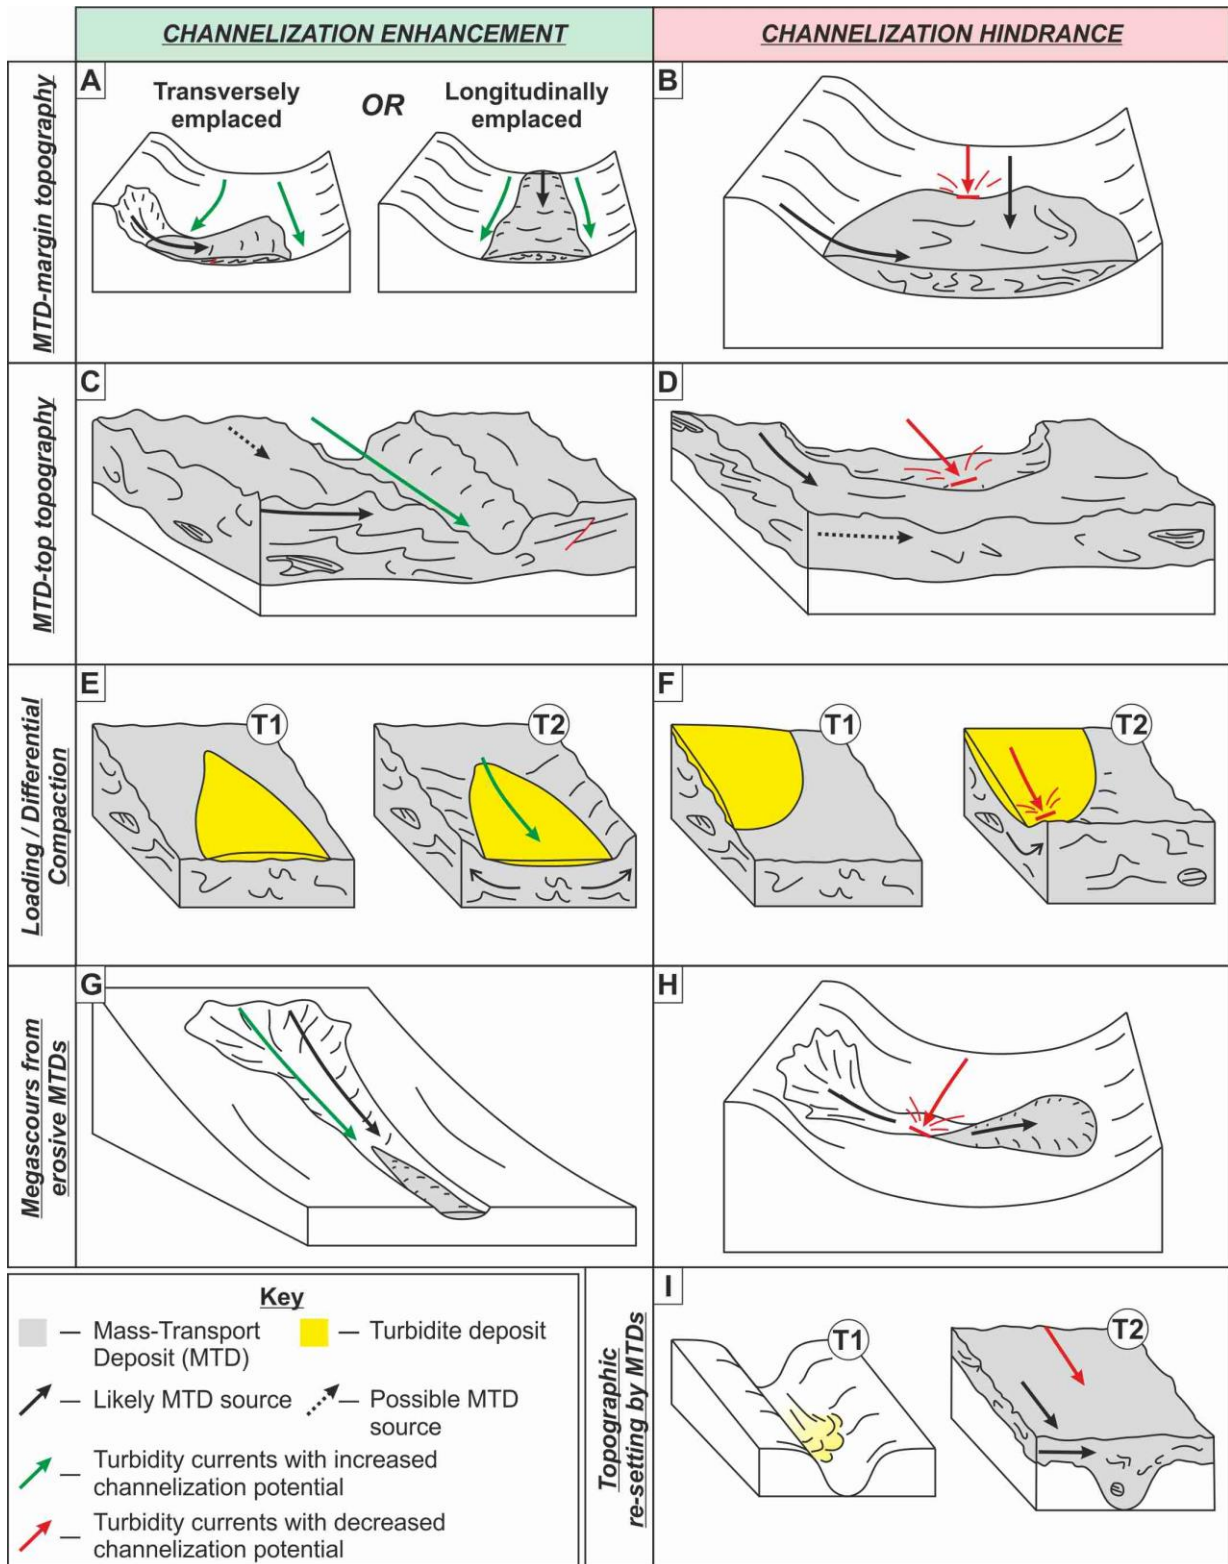 CHANNELIZATION ENHANCEMENT
CHANNELIZATION HINDRANCE
MTD-margin topography
A
Transversely
emplaced
OR
Longitudinally
emplaced
B
MTD-top topography
C
D
Loading / Differential
Compaction
E
T1
T2
F
T1
T2
Megascours from
erosive MTDs
G
H
Key
— Mass-Transport
Deposit (MTD)
— Turbidite deposit
— Likely MTD source
— Possible MTD
source
— Turbidity currents with increased
channelization potential
— Turbidity currents with decreased
channelization potential
Topographic
re-setting by MTDs
I
T1
T2